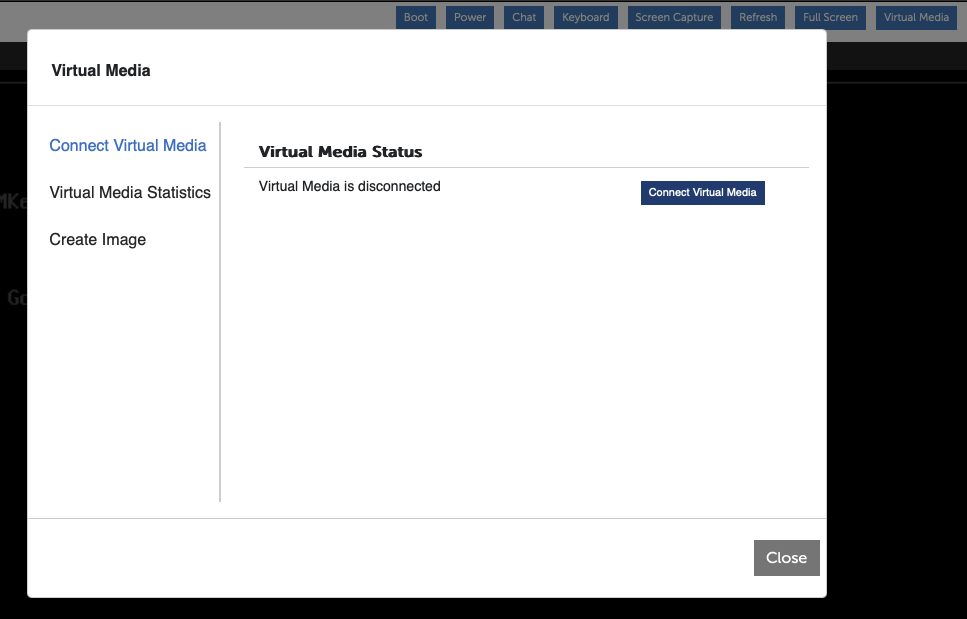 Boot Power Chat Keyboard Screen Capture Refresh Full Screen Virtual Media
Virtual Media
Connect Virtual Media
Virtual Media Statistics
Create Image
Virtual Media Status
Virtual Media is disconnected
Connect Virtual Media
Close